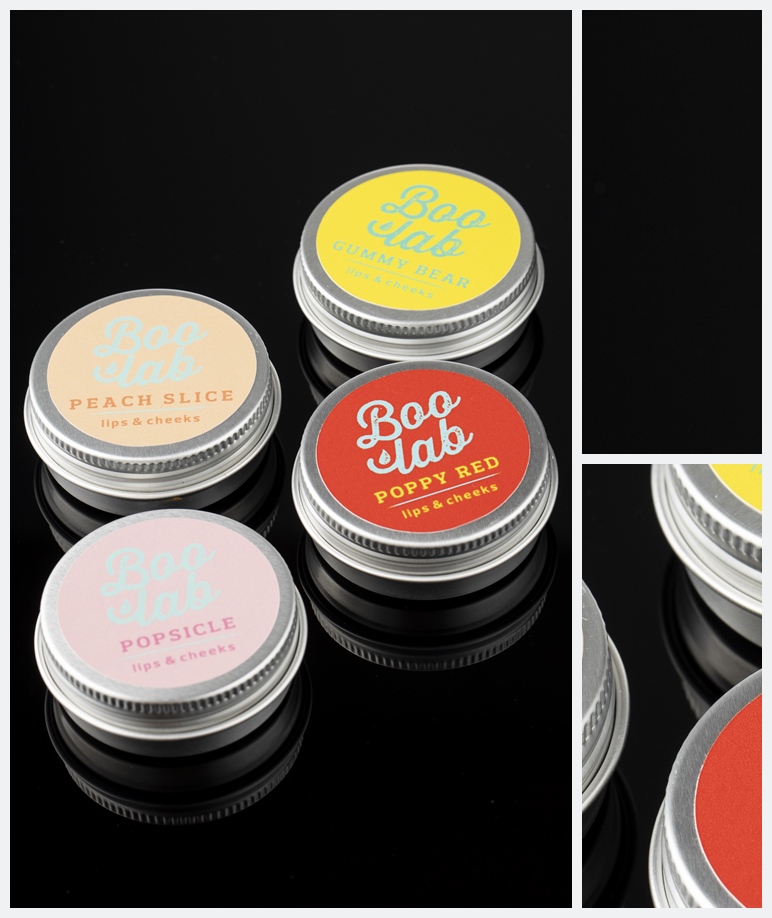 Boo
lab
GUMMY BEAR
lips & cheeks
Boo
lab
PEACH SLICE
lips & cheeks
Boo
lab
POPPY RED
lips & cheeks
Boo
lab
POPSICLE
lips & cheeks